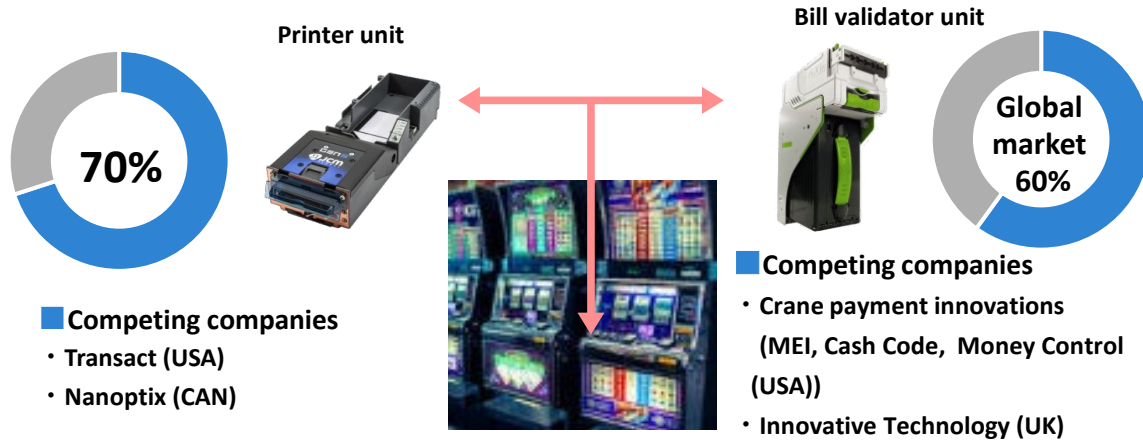 Printer unit
70%
GEN5
JCM
Competing companies
・Transact (USA)
・Nanoptix (CAN)
Bill validator unit
Global
market
60%
Competing companies
・Crane payment innovations
(MEI, Cash Code, Money Control
(USA))
・Innovative Technology (UK)